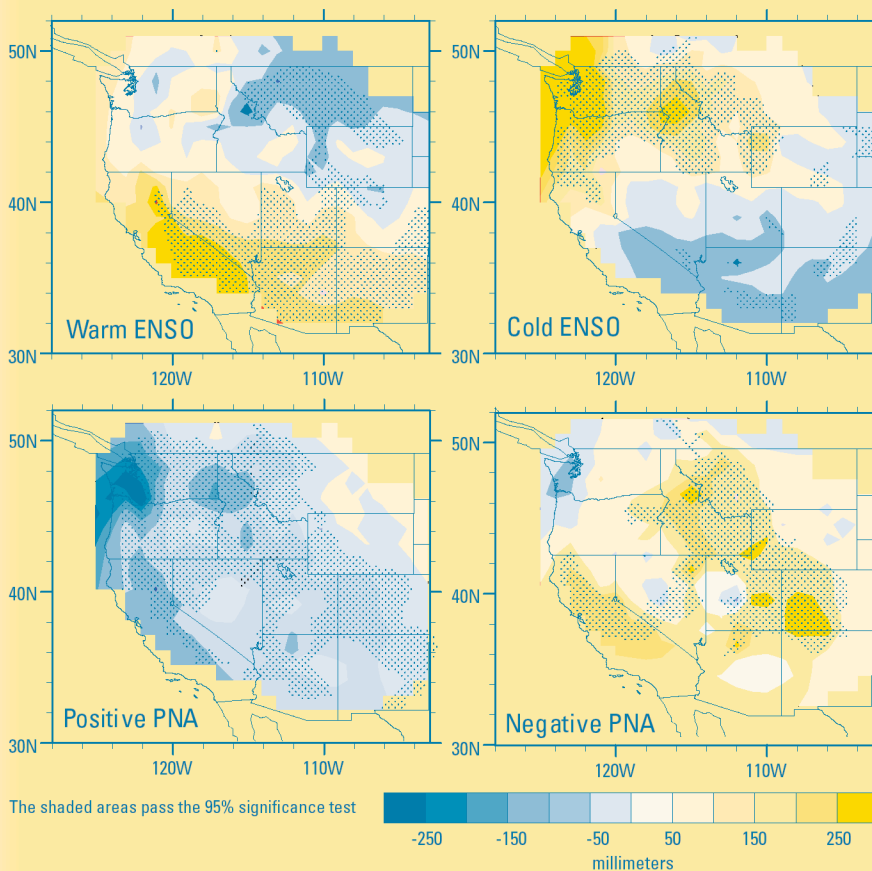 50N 50N
40N 40N
Warm ENSO Cold ENSO
30N 30N
120W 110W 120W 110W
50N 50N
40N 40N
Positive PNA Negative PNA
30N 30N
120W 110W 120W 110W
The shaded areas pass the 95% significance test
-250 -150 -50 50 150 250
millimeters